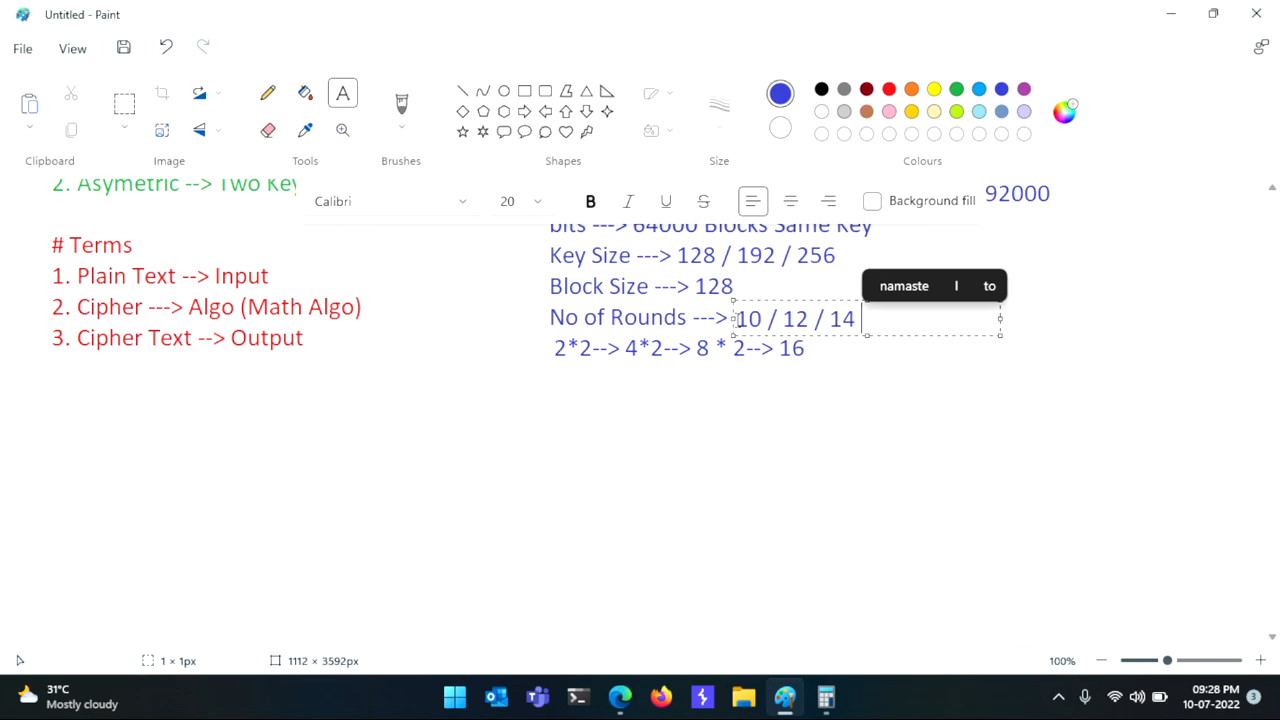 Untitled - Paint
File View
Clipboard Image Tools Brushes Shapes Size Colours
Calibri 20 B I U S Background fill
2. Asymetric --> Two Key
92000
bits ---> 64000 Blocks Same Key
# Terms
1. Plain Text --> Input
2. Cipher ---> Algo (Math Algo)
3. Cipher Text --> Output
Key Size ---> 128 / 192 / 256
Block Size ---> 128
namaste I to
No of Rounds ---> 10 / 12 / 14
2*2--> 4*2--> 8 * 2--> 16
1 × 1px 1112 × 3592px 100%
31°C
Mostly cloudy
09:28 PM
10-07-2022
3